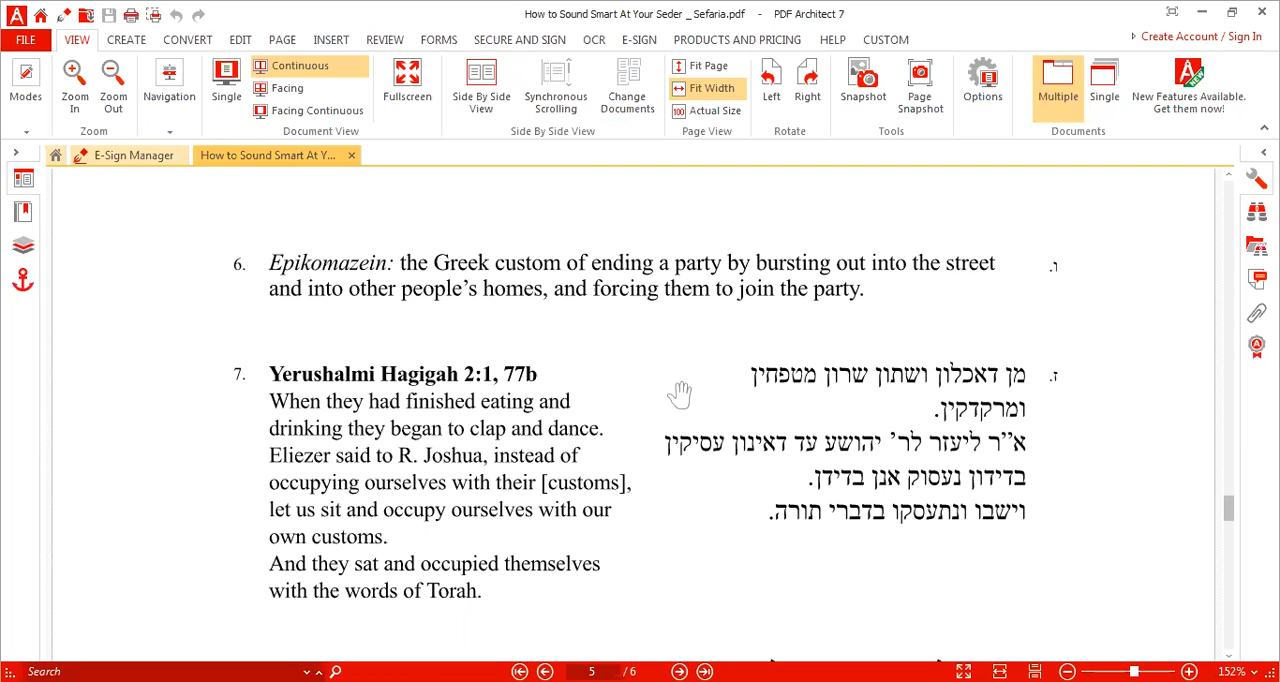 How to Sound Smart At Your Seder _ Sefaria.pdf - PDF Architect 7
FILE VIEW CREATE CONVERT EDIT PAGE INSERT REVIEW FORMS SECURE AND SIGN OCR E-SIGN PRODUCTS AND PRICING HELP CUSTOM Create Account / Sign In
Modes
Zoom In
Zoom Out
Zoom
Navigation
Single
Continuous
Facing
Facing Continuous
Document View
Fullscreen
Side By Side View
Synchronous Scrolling
Change Documents
Side By Side View
Fit Page
Fit Width
100 Actual Size
Page View
Left
Right
Rotate
Snapshot
Page Snapshot
Tools
Options
Multiple
Single
Documents
New Features Available. Get them now!
E-Sign Manager
How to Sound Smart At Y...
6. Epikomazein: the Greek custom of ending a party by bursting out into the street
and into other people's homes, and forcing them to join the party.
ו.
7. Yerushalmi Hagigah 2:1, 77b
When they had finished eating and
drinking they began to clap and dance.
Eliezer said to R. Joshua, instead of
occupying ourselves with their [customs],
let us sit and occupy ourselves with our
own customs.
And they sat and occupied themselves
with the words of Torah.
ז. מן דאכלון ושתון שרון מטפחין
ומרקדקין.
א”ר ליעזר לר’ יהושע עד דאינון עסיקין
בדידון נעסוק אנן בדידן.
וישבו ונתעסקו בדברי תורה.
Search
5 / 6
152%